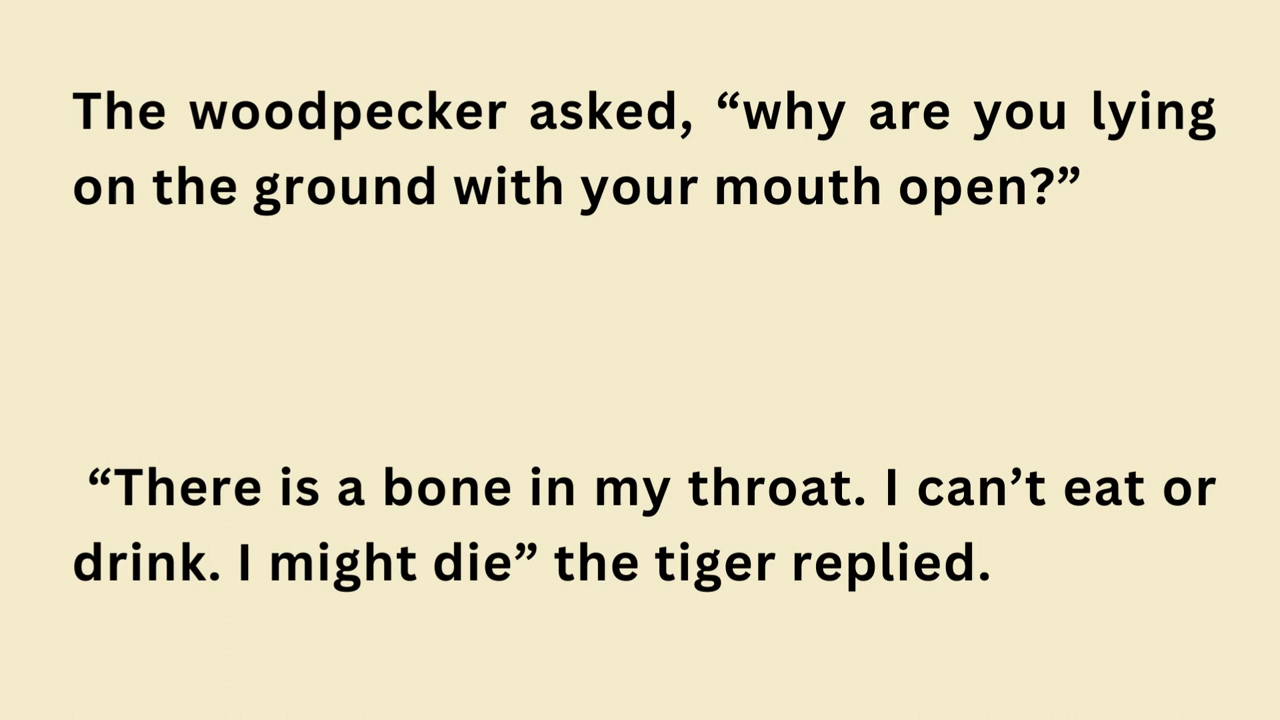 The woodpecker asked, “why are you lying
on the ground with your mouth open?”
“There is a bone in my throat. I can’t eat or
drink. I might die” the tiger replied.